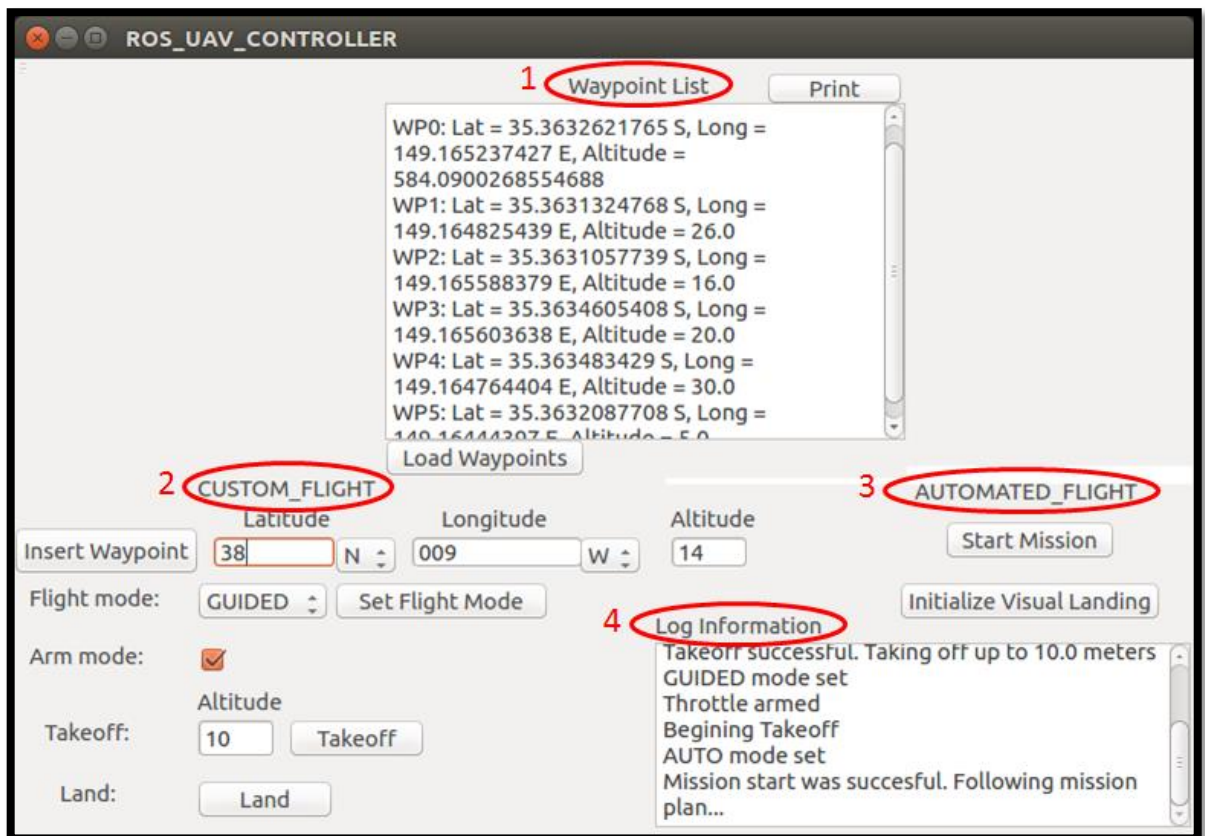 ROS_UAV_CONTROLLER
1 Waypoint List
Print
WP0: Lat = 35.3632621765 S, Long =
149.165237427 E, Altitude =
584.0900268554688
WP1: Lat = 35.3631324768 S, Long =
149.164825439 E, Altitude = 26.0
WP2: Lat = 35.3631057739 S, Long =
149.165588379 E, Altitude = 16.0
WP3: Lat = 35.3634605408 S, Long =
149.165603638 E, Altitude = 20.0
WP4: Lat = 35.363483429 S, Long =
149.164764404 E, Altitude = 30.0
WP5: Lat = 35.3632087708 S, Long =
149.16444397 E, Altitude = 5.0
Load Waypoints
2 CUSTOM_FLIGHT
3 AUTOMATED_FLIGHT
Latitude Longitude Altitude
Insert Waypoint 38 N 009 W 14
Start Mission
Flight mode: GUIDED Set Flight Mode
Initialize Visual Landing
4 Log Information
Arm mode:
Takeoff successful. Taking off up to 10.0 meters
GUIDED mode set
Throttle armed
Begining Takeoff
AUTO mode set
Mission start was succesful. Following mission
plan...
Altitude
Takeoff: 10 Takeoff
Land: Land